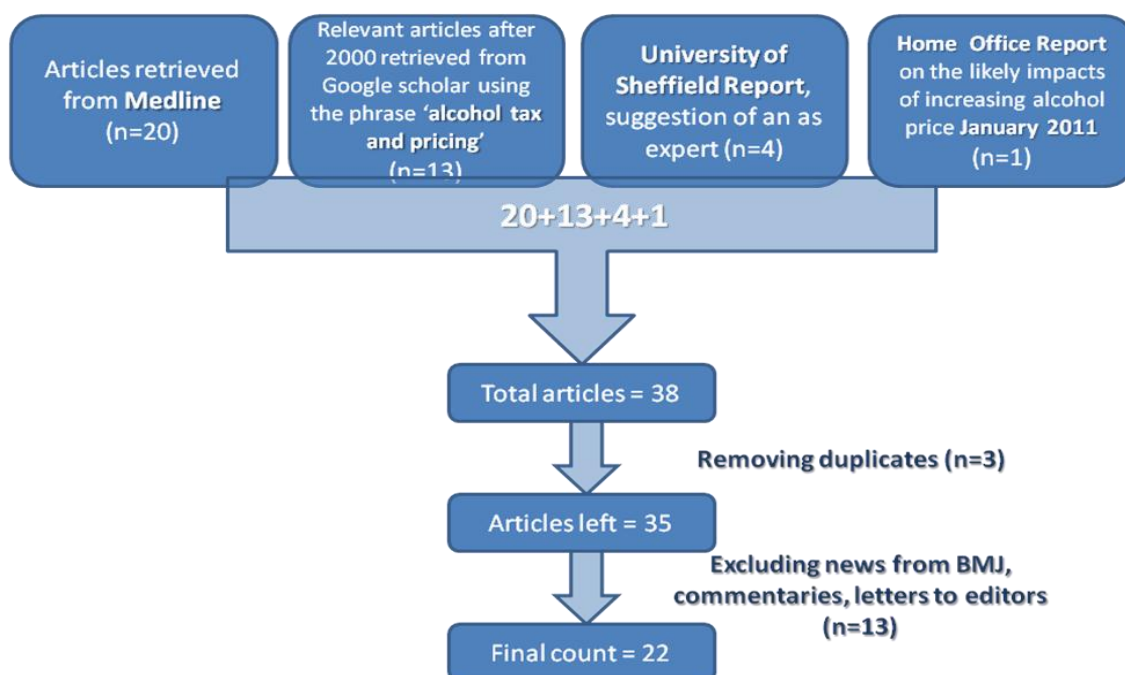 Articles retrieved
from Medline
(n=20)
Relevant articles after
2000 retrieved from
Google scholar using
the phrase ‘alcohol tax
and pricing’
(n=13)
University of
Sheffield Report,
suggestion of an as
expert (n=4)
Home Office Report
on the likely impacts
of increasing alcohol
price January 2011
(n=1)
20+13+4+1
Total articles = 38
Removing duplicates (n=3)
Articles left = 35
Excluding news from BMJ,
commentaries, letters to editors
(n=13)
Final count = 22